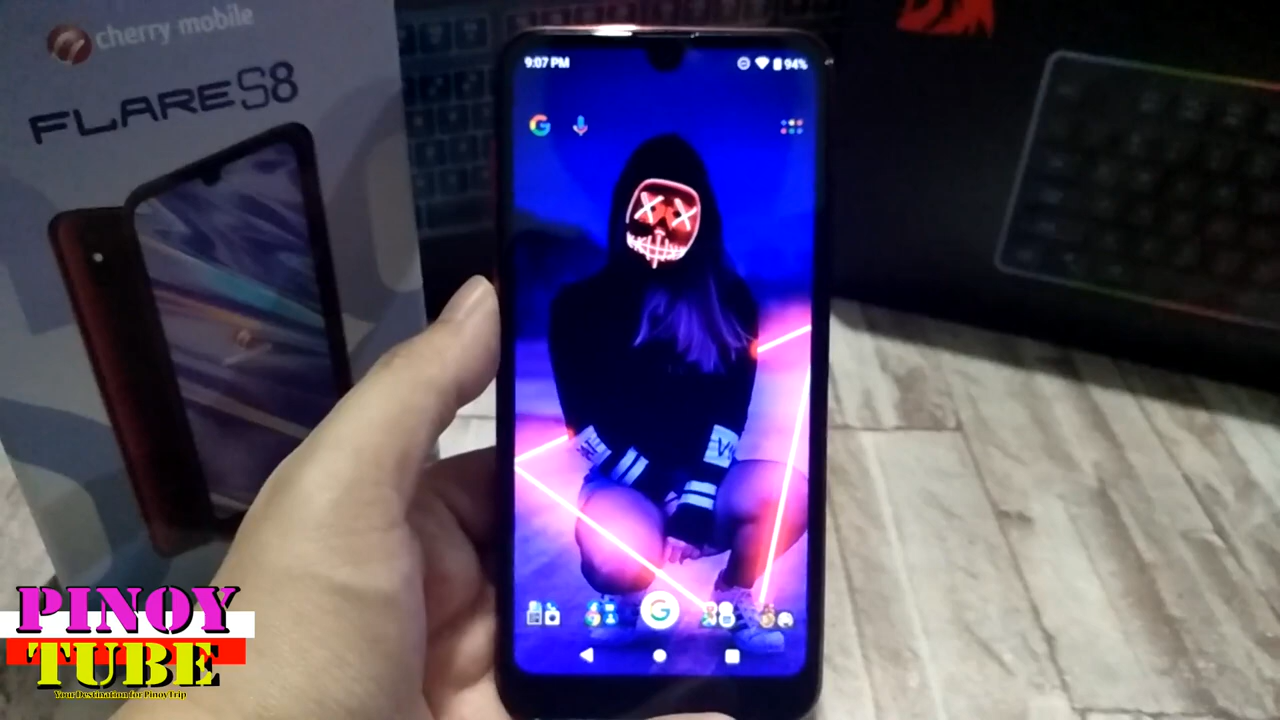 cherry mobile
FLARE S8
9:07 PM
94%
PINOY
TUBE
Your Destination for PinoyTrip